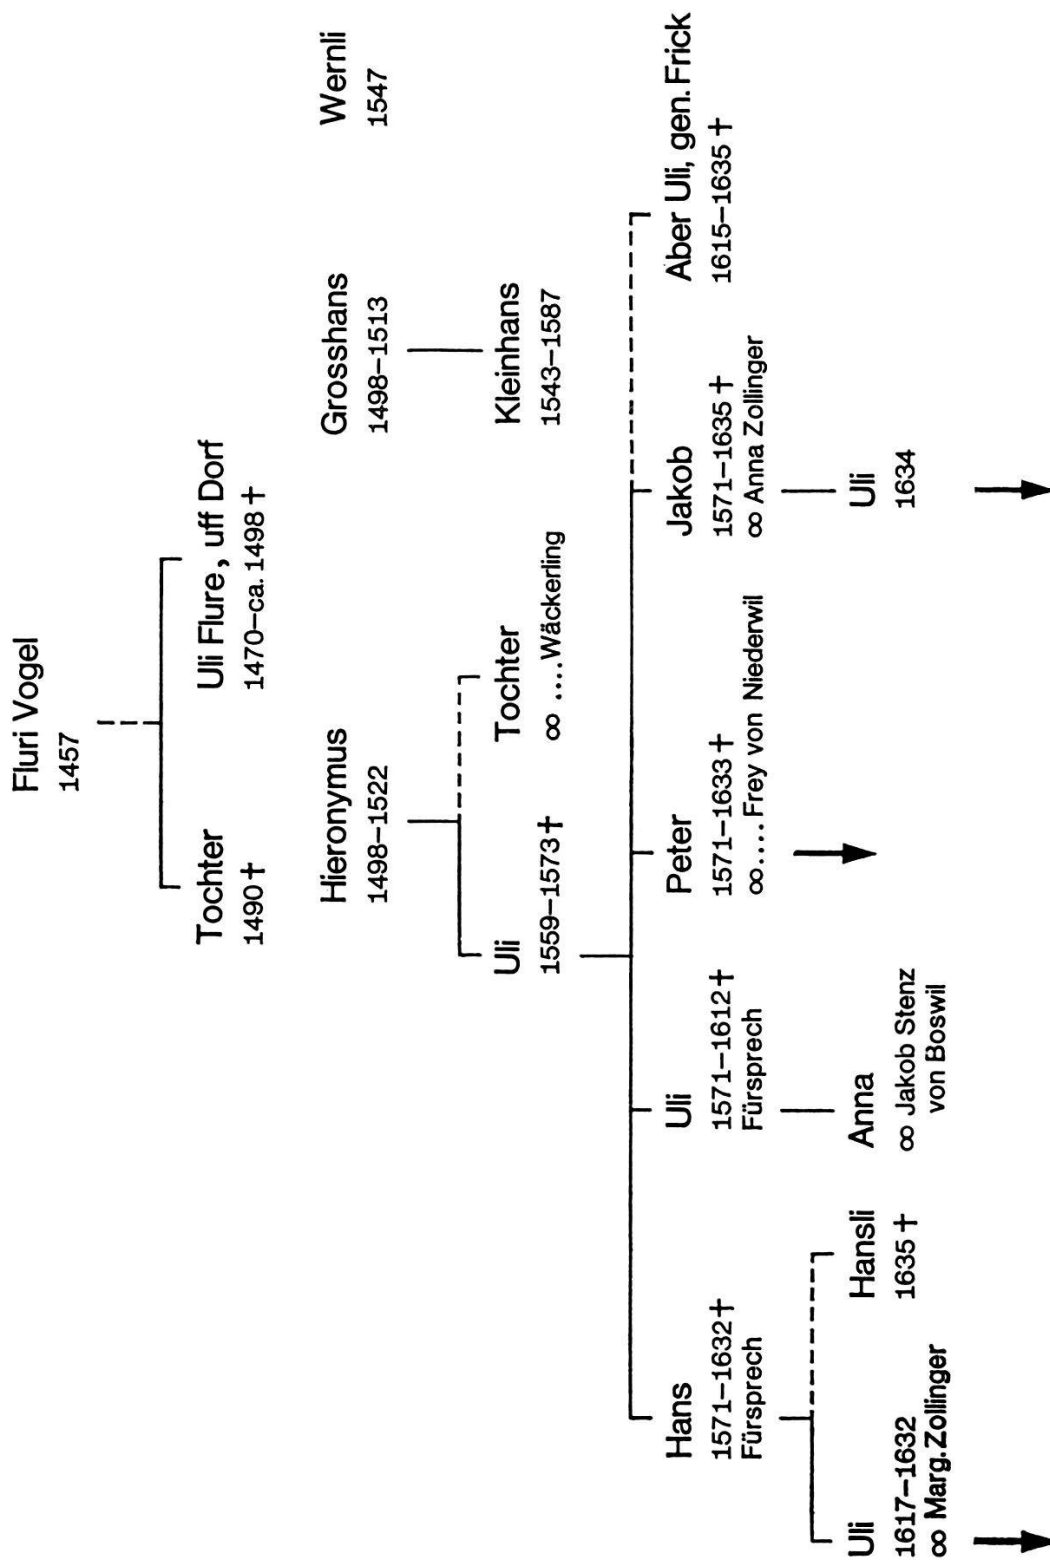 Fluri Vogel
1457
Tochter
1490†
Uli Flure, uff Dorf
1470–ca. 1498†
Hieronymus
1498–1522
Grosshans
1498–1513
Wernli
1547
Uli
1559–1573†
Tochter
∞ .... Wäckerling
Kleinhans
1543–1587
Hans
1571–1632†
Fürsprech
Uli
1571–1612†
Fürsprech
Peter
1571–1633†
∞ ..... Frey von Niederwil
Jakob
1571–1635†
∞ Anna Zollinger
Aber Uli, gen. Frick
1615–1635†
Uli
1617–1632
∞ Marg. Zollinger
Hansli
1635†
Anna
∞ Jakob Stenz
von Boswil
Uli
1634